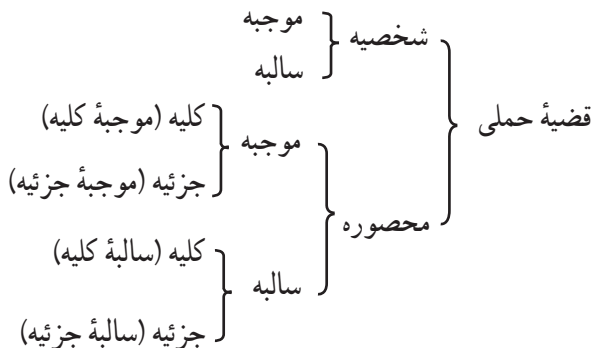 موجبه
شخصیه
سالبه
قضیهٔ حملی
کلیه (موجبهٔ کلیه)
موجبه
جزئیه (موجبهٔ جزئیه)
محصوره
کلیه (سالبهٔ کلیه)
سالبه
جزئیه (سالبهٔ جزئیه)